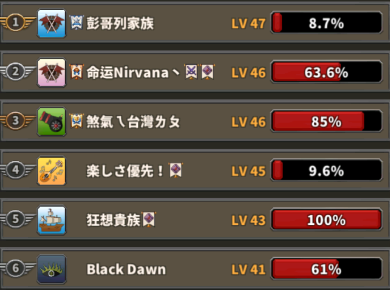 1 彭哥列家族 LV 47 8.7%
2 命运Nirvana丶 LV 46 63.6%
3 煞氣ㄟ台灣ㄌㄆ LV 46 85%
4 楽しさ優先！ LV 45 9.6%
5 狂想貴族 LV 43 100%
6 Black Dawn LV 41 61%